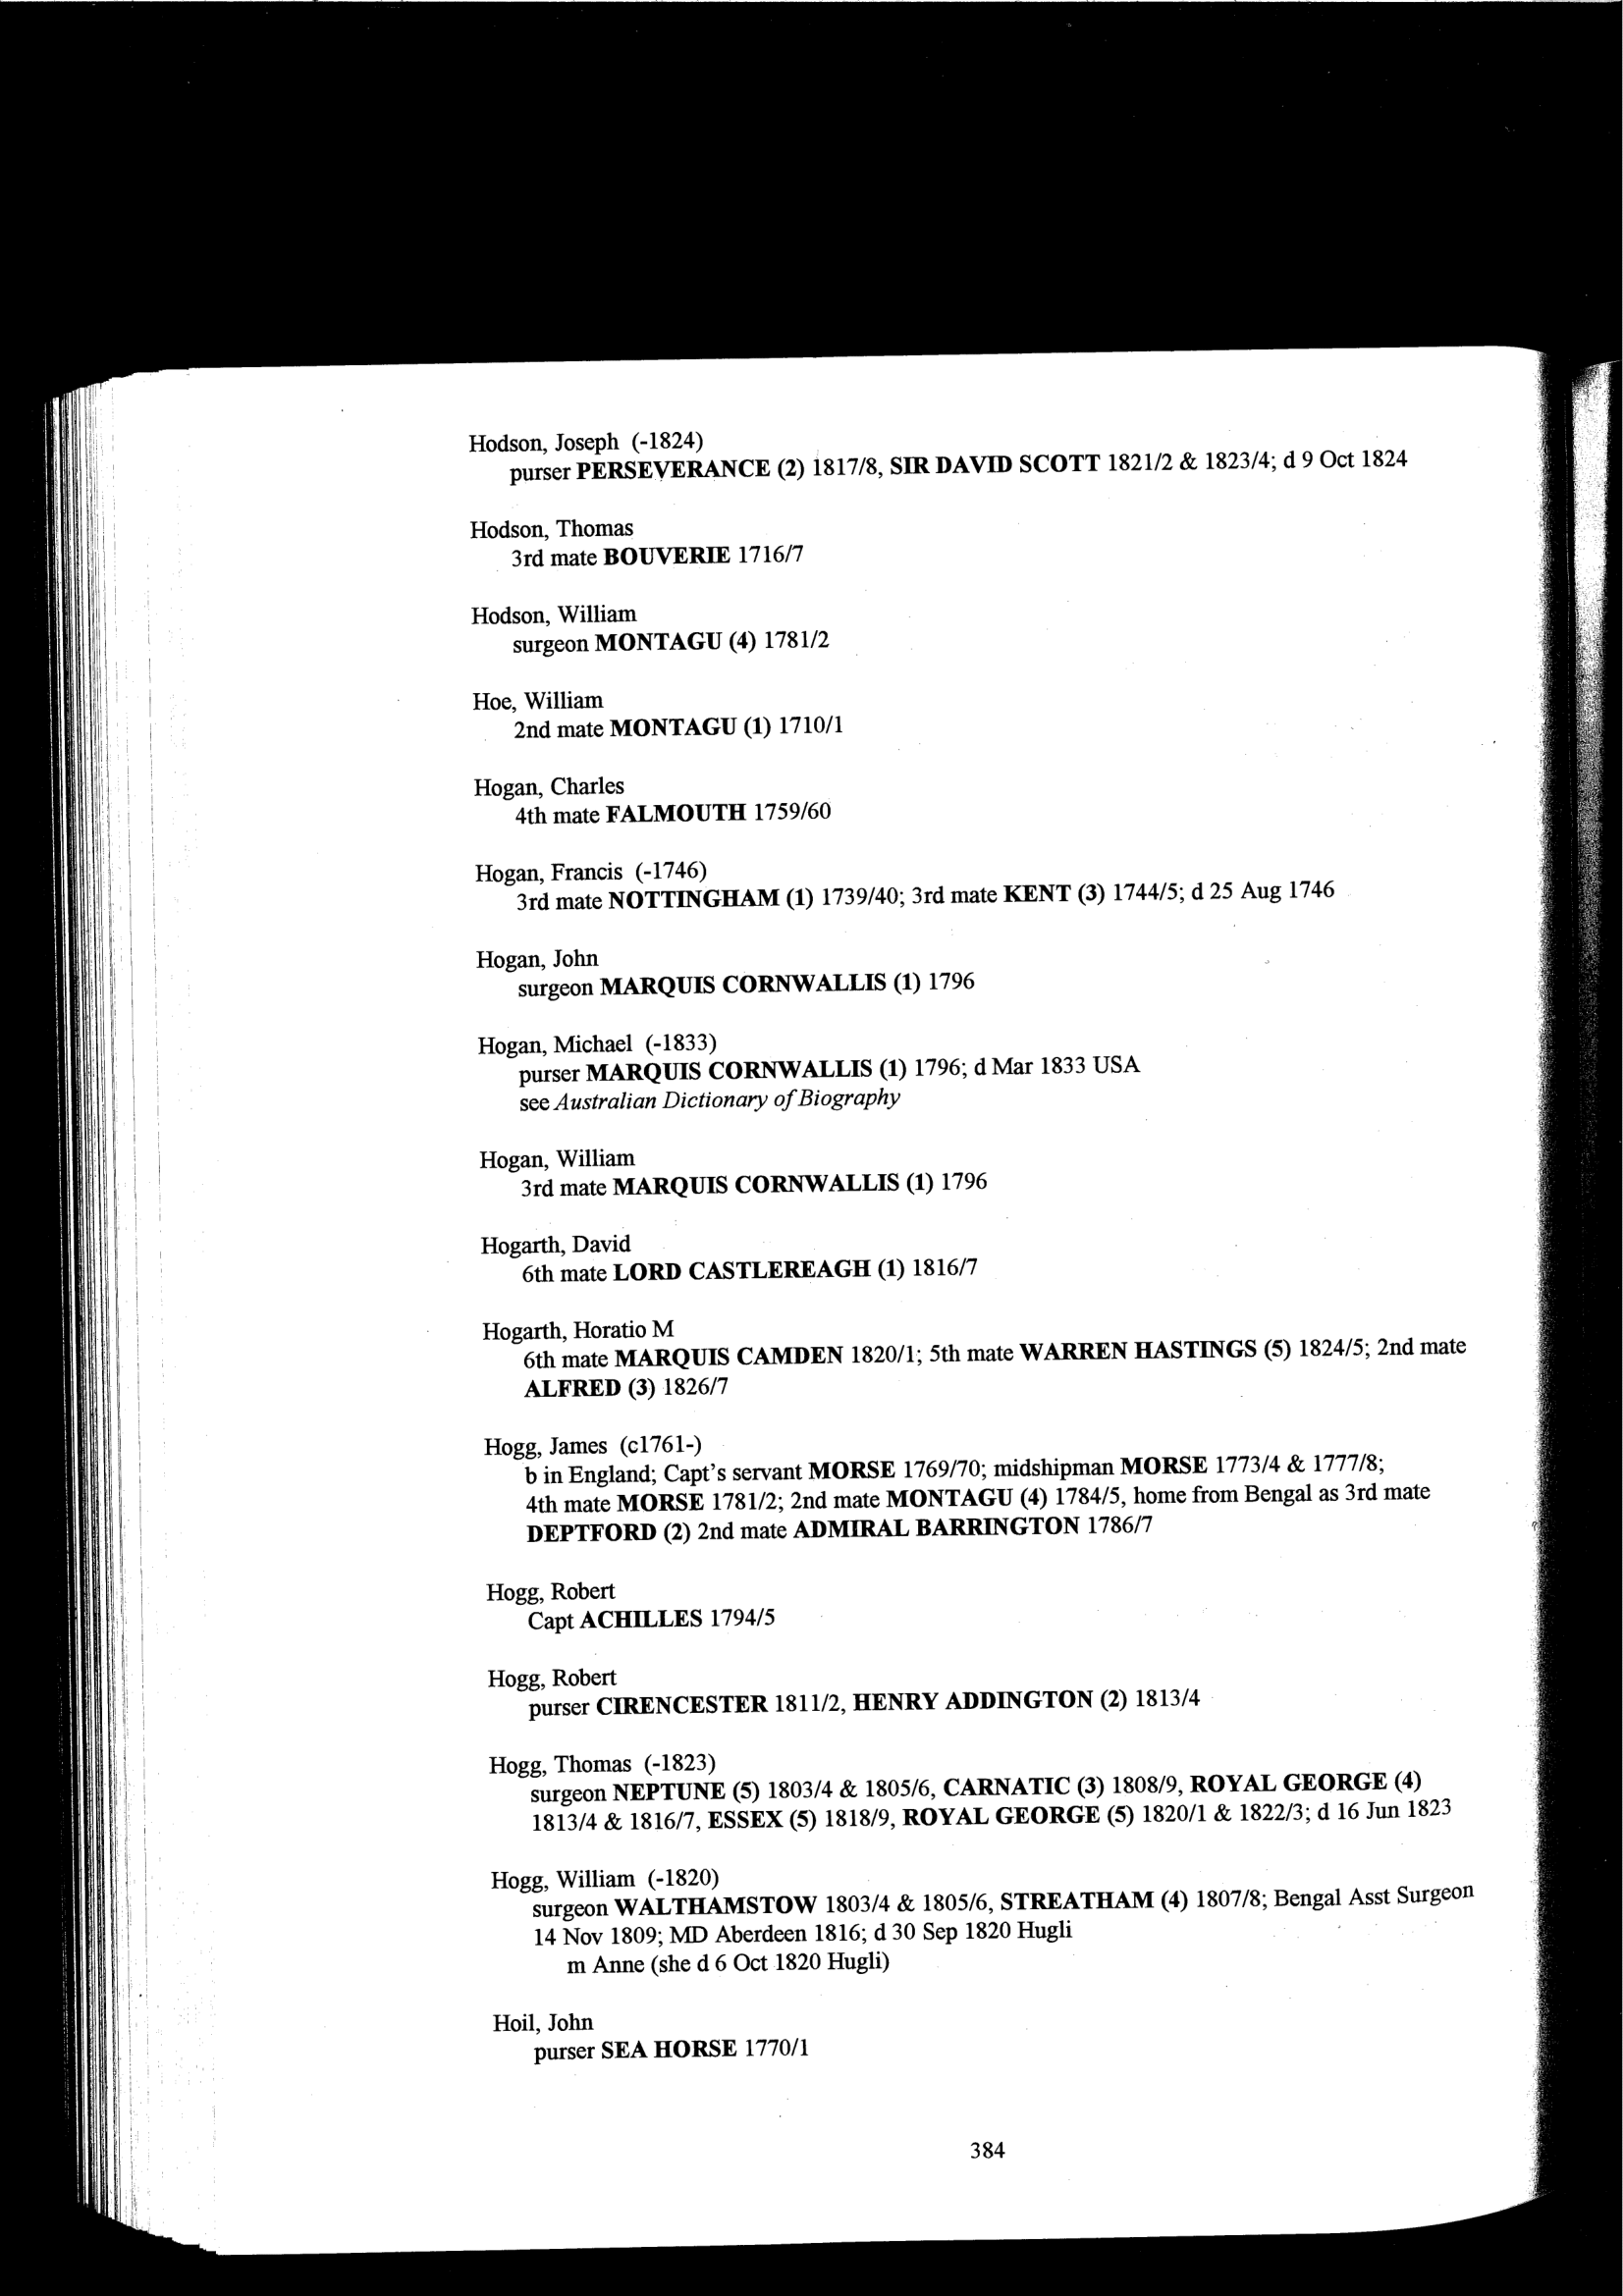 Hodson, Joseph (-1824)
purser PERSEVERANCE (2) 1817/8, SIR DAVID SCOTT 1821/2 & 1823/4; d 9 Oct 1824
Hodson, Thomas
3rd mate BOUVERIE 1716/7
Hodson, William
surgeon MONTAGU (4) 1781/2
Hoe, William
2nd mate MONTAGU (1) 1710/1
Hogan, Charles
4th mate FALMOUTH 1759/60
Hogan, Francis (-1746)
3rd mate NOTTINGHAM (1) 1739/40; 3rd mate KENT (3) 1744/5; d 25 Aug 1746
Hogan, John
surgeon MARQUIS CORNWALLIS (1) 1796
Hogan, Michael (-1833)
purser MARQUIS CORNWALLIS (1) 1796; d Mar 1833 USA
see Australian Dictionary of Biography
Hogan, William
3rd mate MARQUIS CORNWALLIS (1) 1796
Hogarth, David
6th mate LORD CASTLEREAGH (1) 1816/7
Hogarth, Horatio M
6th mate MARQUIS CAMDEN 1820/1; 5th mate WARREN HASTINGS (5) 1824/5; 2nd mate
ALFRED (3) 1826/7
Hogg, James (c1761-)
b in England; Capt's servant MORSE 1769/70; midshipman MORSE 1773/4 & 1777/8;
4th mate MORSE 1781/2; 2nd mate MONTAGU (4) 1784/5, home from Bengal as 3rd mate
DEPTFORD (2) 2nd mate ADMIRAL BARRINGTON 1786/7
Hogg, Robert
Capt ACHILLES 1794/5
Hogg, Robert
purser CIRENCESTER 1811/2, HENRY ADDINGTON (2) 1813/4
Hogg, Thomas (-1823)
surgeon NEPTUNE (5) 1803/4 & 1805/6, CARNATIC (3) 1808/9, ROYAL GEORGE (4)
1813/4 & 1816/7, ESSEX (5) 1818/9, ROYAL GEORGE (5) 1820/1 & 1822/3; d 16 Jun 1823
Hogg, William (-1820)
surgeon WALTHAMSTOW 1803/4 & 1805/6, STREATHAM (4) 1807/8; Bengal Asst Surgeon
14 Nov 1809; MD Aberdeen 1816; d 30 Sep 1820 Hugli
m Anne (she d 6 Oct 1820 Hugli)
Hoil, John
purser SEA HORSE 1770/1
384